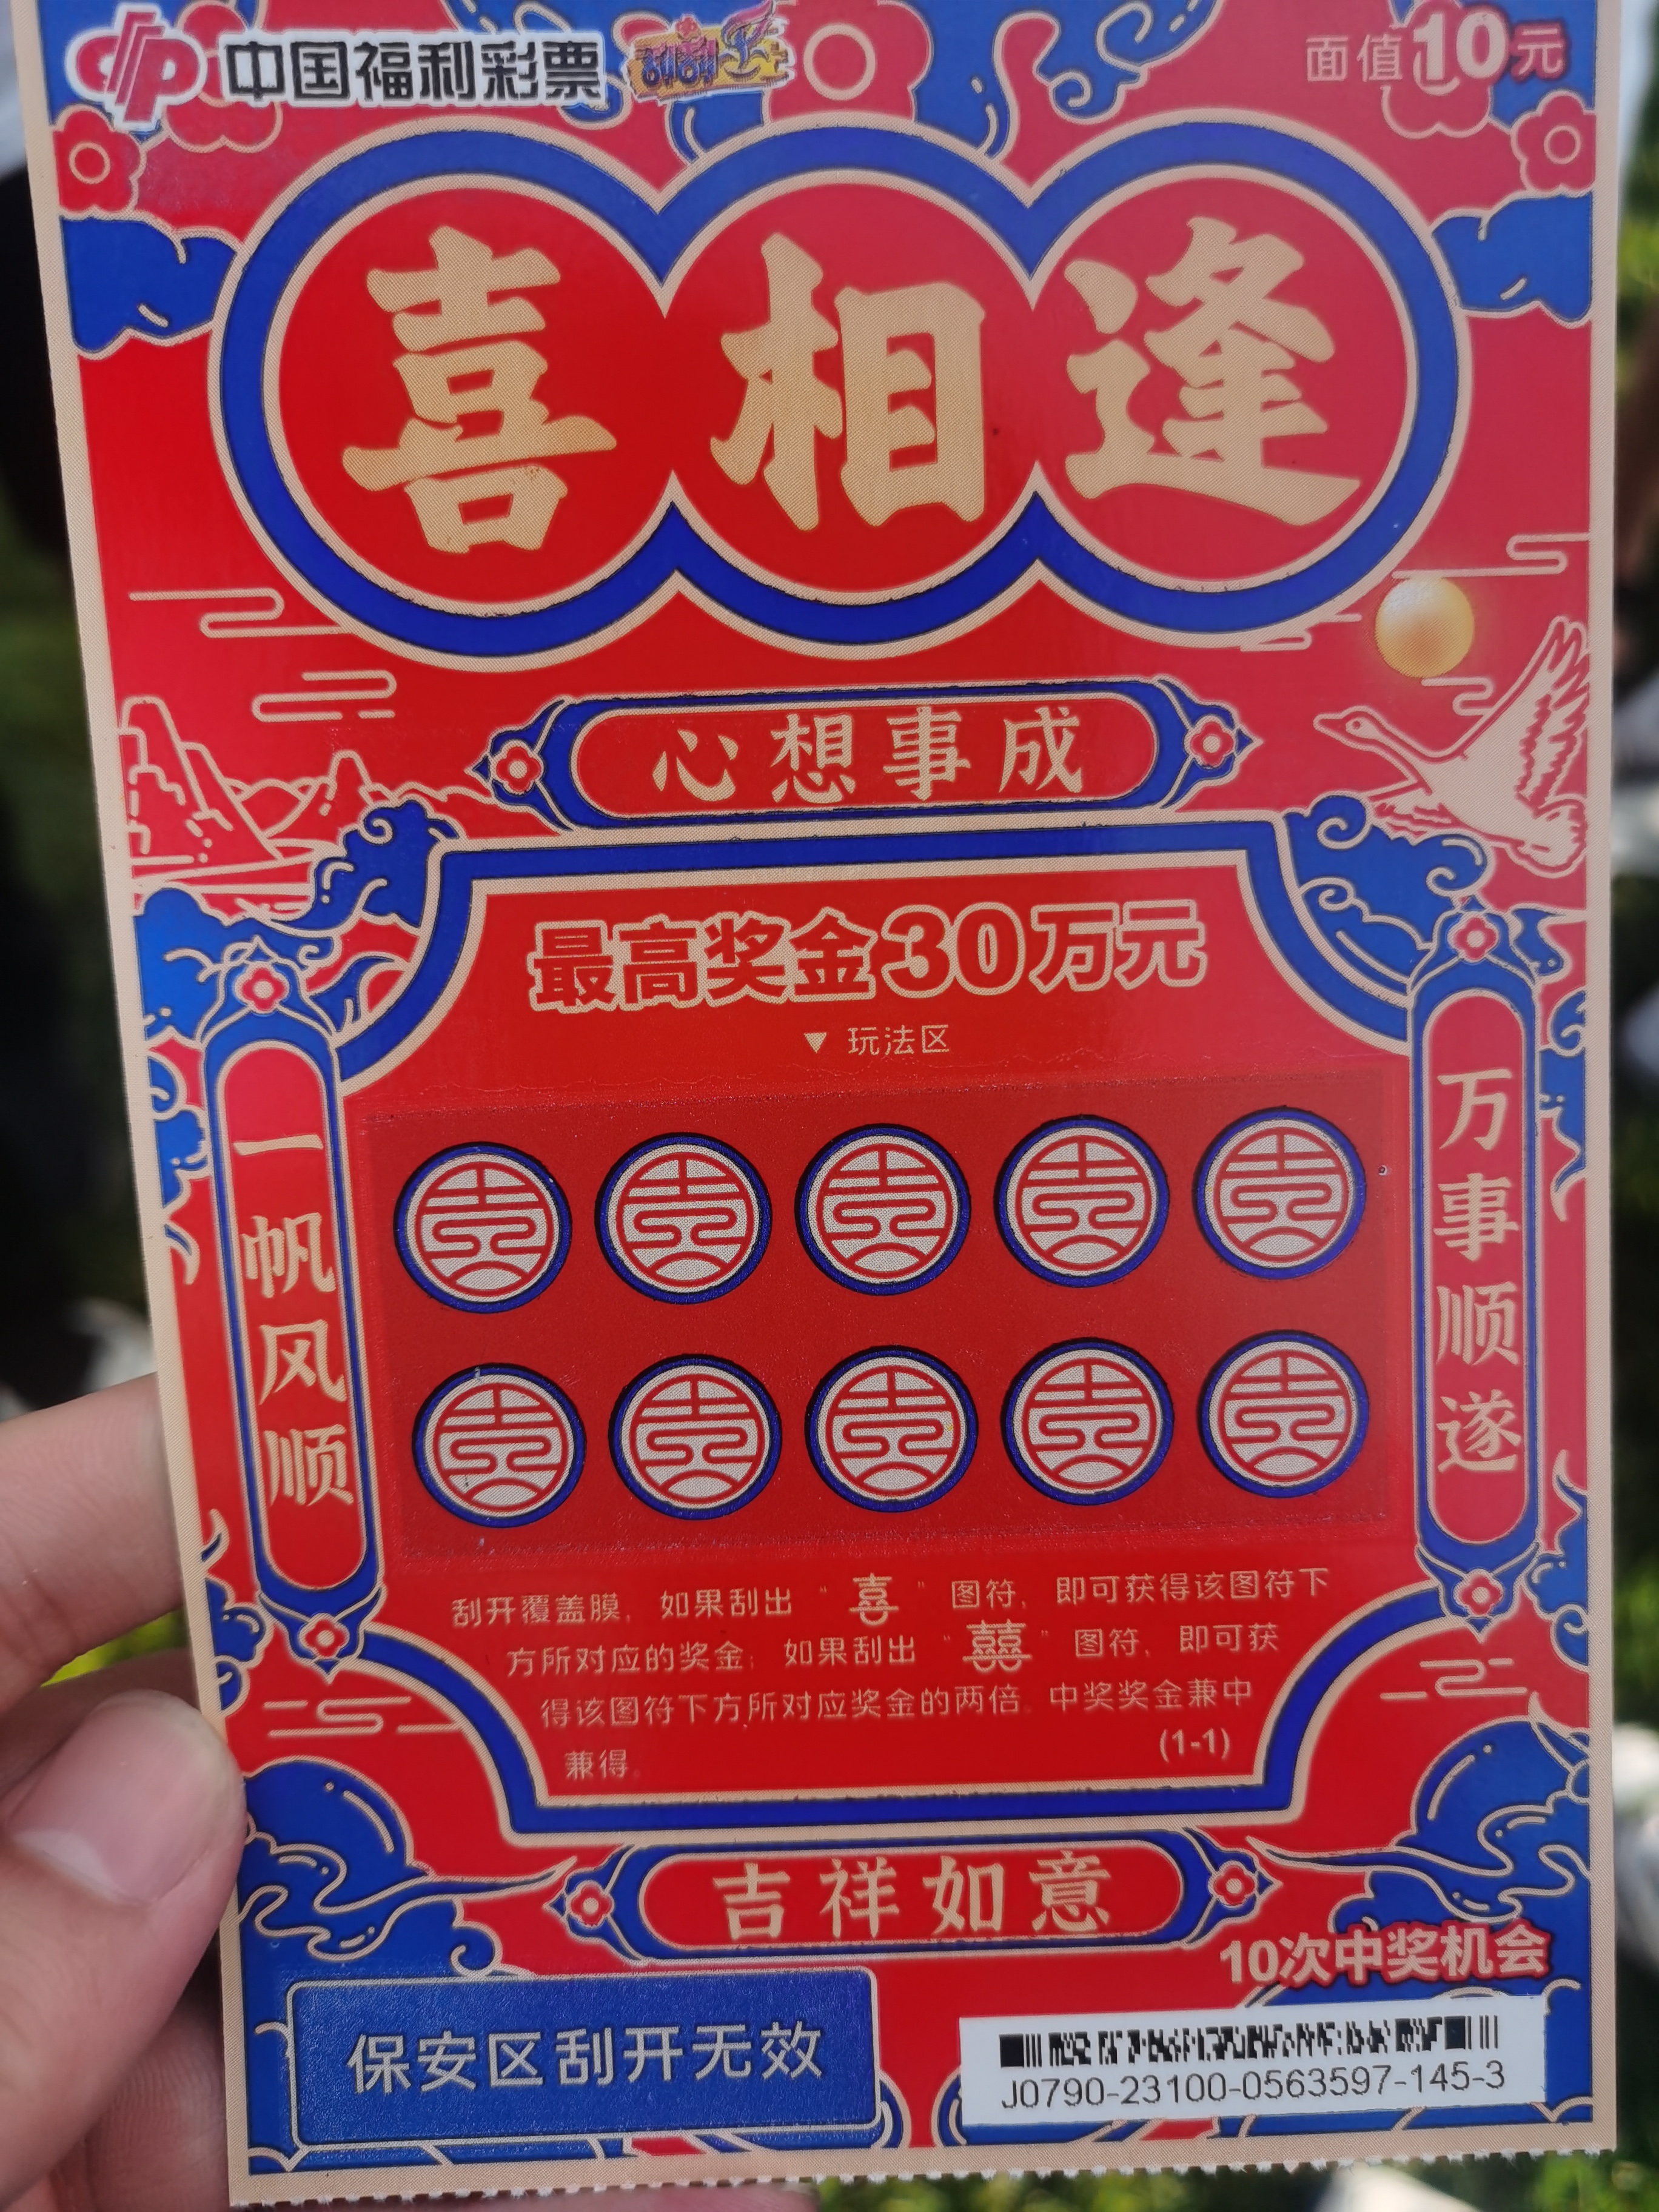 中国福利彩票 刮刮乐
面值10元
喜相逢
心想事成
最高奖金30万元
▼ 玩法区
一帆风顺
万事顺遂
刮开覆盖膜，如果刮出“喜”图符，即可获得该图符下
方所对应的奖金；如果刮出“囍”图符，即可获
得该图符下方所对应奖金的两倍。中奖奖金兼中
兼得。
(1-1)
吉祥如意
10次中奖机会
保安区刮开无效
J0790-23100-0563597-145-3